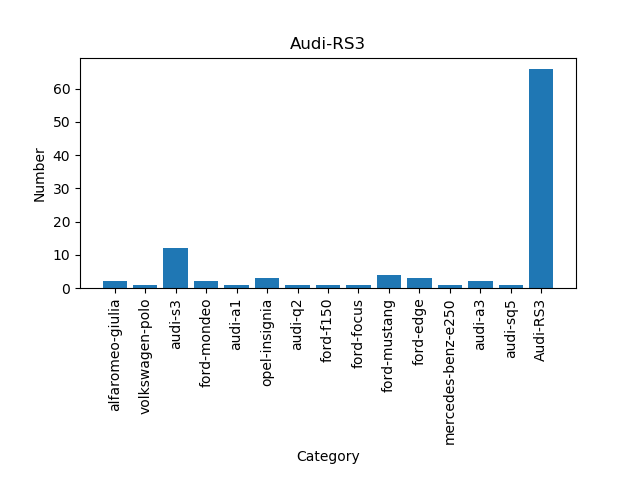 Audi-RS3
Number
60
50
40
30
20
10
0
alfaromeo-giulia
volkswagen-polo
audi-s3
ford-mondeo
audi-a1
opel-insignia
audi-q2
ford-f150
ford-focus
ford-mustang
ford-edge
mercedes-benz-e250
audi-a3
audi-sq5
Audi-RS3
Category